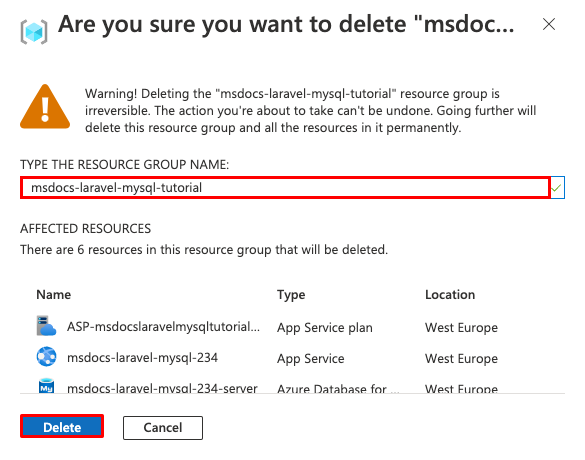 Are you sure you want to delete "msdoc...
Warning! Deleting the "msdocs-laravel-mysql-tutorial" resource group is
irreversible. The action you're about to take can't be undone. Going further will
delete this resource group and all the resources in it permanently.
TYPE THE RESOURCE GROUP NAME:
msdocs-laravel-mysql-tutorial
AFFECTED RESOURCES
There are 6 resources in this resource group that will be deleted.
Name Type Location
ASP-msdocslaravelmysqltutorial... App Service plan West Europe
msdocs-laravel-mysql-234 App Service West Europe
My msdocs-laravel-mysql-234-server Azure Database for ... West Europe
Delete Cancel